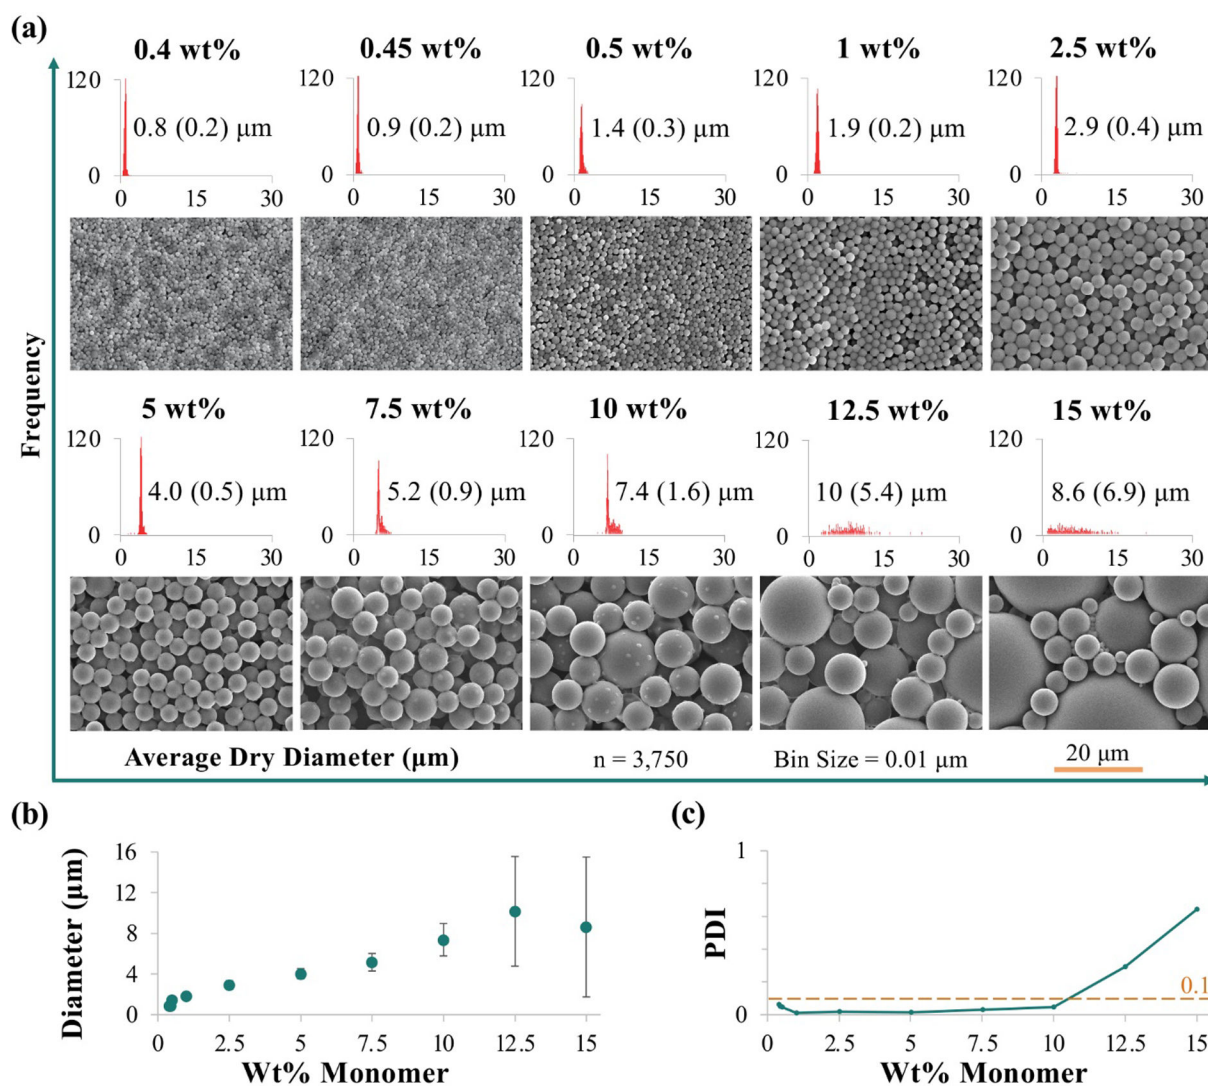 (a)
0.4 wt% 0.45 wt% 0.5 wt% 1 wt% 2.5 wt%
120 120 120 120 120
0.8 (0.2) μm 0.9 (0.2) μm 1.4 (0.3) μm 1.9 (0.2) μm 2.9 (0.4) μm
0 0 0 0 0
0 15 30 0 15 30 0 15 30 0 15 30 0 15 30
Frequency
5 wt% 7.5 wt% 10 wt% 12.5 wt% 15 wt%
120 120 120 120 120
4.0 (0.5) μm 5.2 (0.9) μm 7.4 (1.6) μm 10 (5.4) μm 8.6 (6.9) μm
0 0 0 0 0
0 15 30 0 15 30 0 15 30 0 15 30 0 15 30
Average Dry Diameter (μm) n = 3,750 Bin Size = 0.01 μm 20 μm
(b)
Diameter (μm)
16
12
8
4
0
0 2.5 5 7.5 10 12.5 15
Wt% Monomer
(c)
PDI
1
0.1
0
0 2.5 5 7.5 10 12.5 15
Wt% Monomer